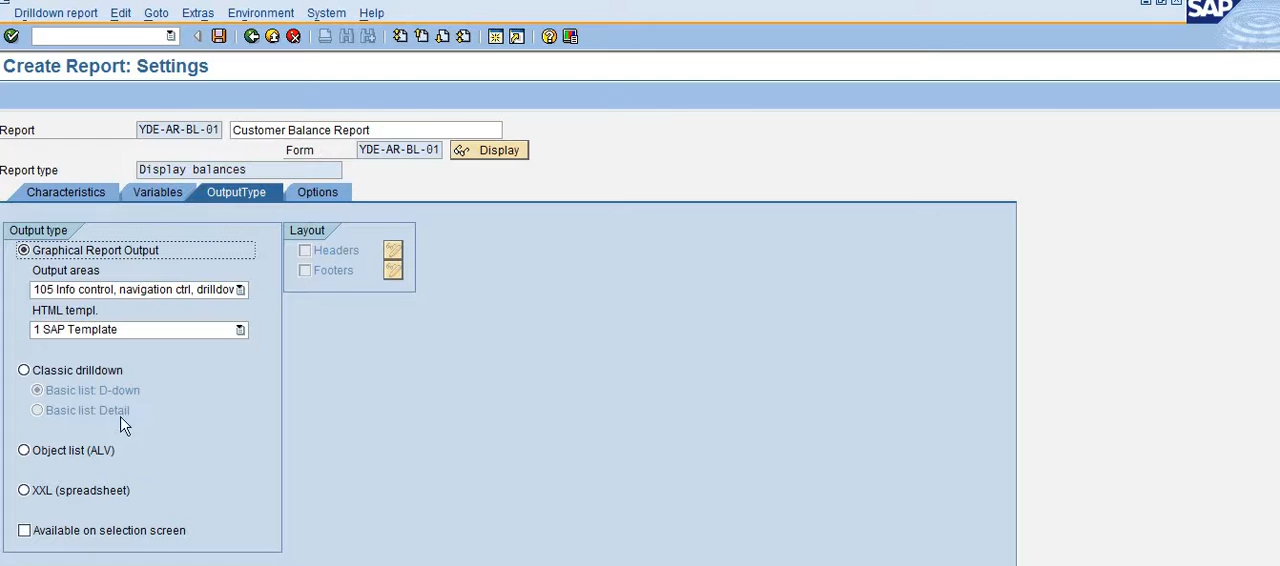 Drilldown report Edit Goto Extras Environment System Help
SAP
Create Report: Settings
Report YDE-AR-BL-01 Customer Balance Report
Form YDE-AR-BL-01 Display
Report type Display balances
Characteristics Variables OutputType Options
Output type Layout
Graphical Report Output Headers
Output areas Footers
105 Info control, navigation ctrl, drilldov
HTML templ.
1 SAP Template
Classic drilldown
Basic list: D-down
Basic list: Detail
Object list (ALV)
XXL (spreadsheet)
Available on selection screen